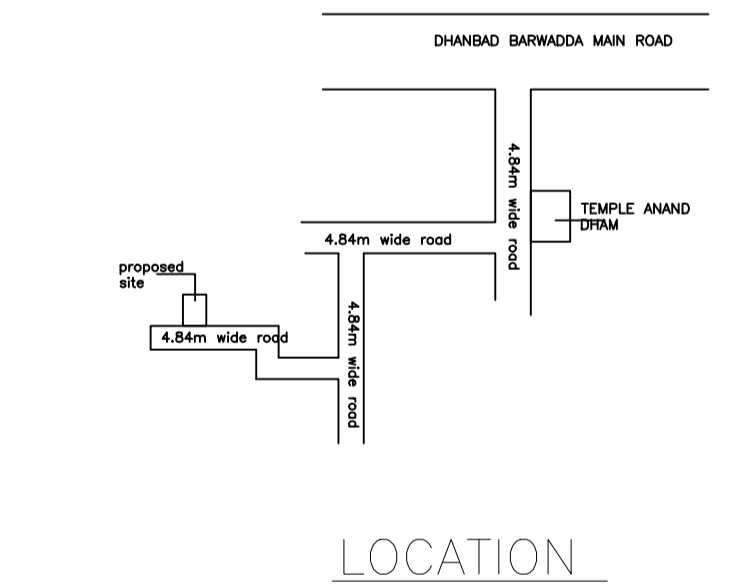 DHANBAD BARWADDA MAIN ROAD
4.84m wide road
TEMPLE ANAND
DHAM
4.84m wide road
proposed
site
4.84m wide road
4.84m wide road
LOCATION